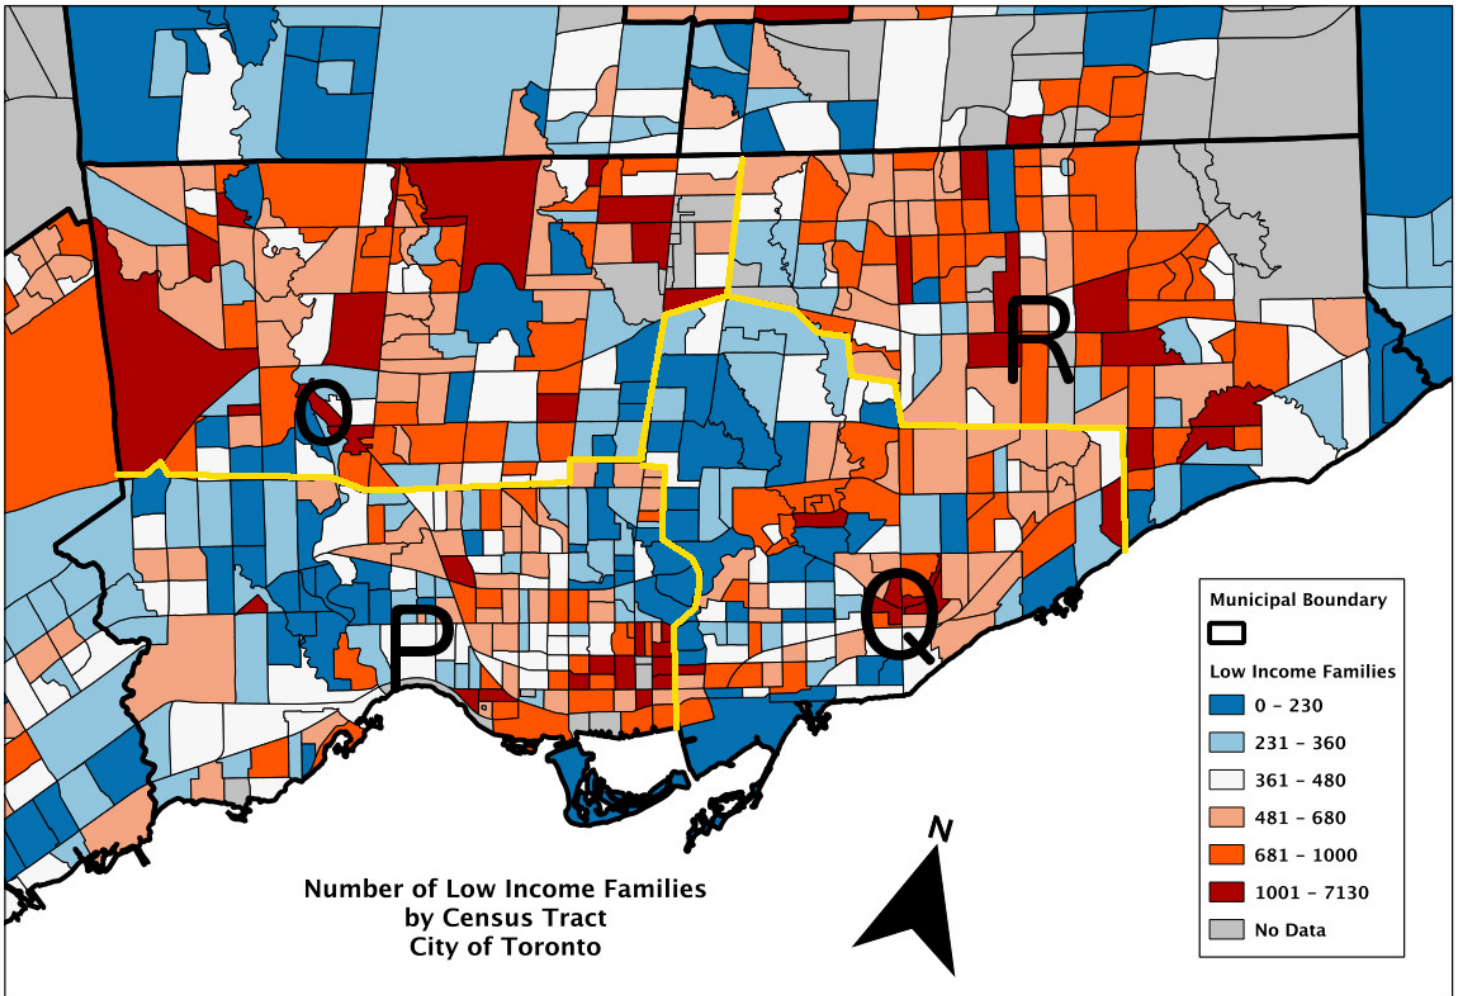 O
R
P
Q
Municipal Boundary
Low Income Families
0 – 230
231 – 360
361 – 480
481 – 680
681 – 1000
1001 – 7130
No Data
N
Number of Low Income Families
by Census Tract
City of Toronto